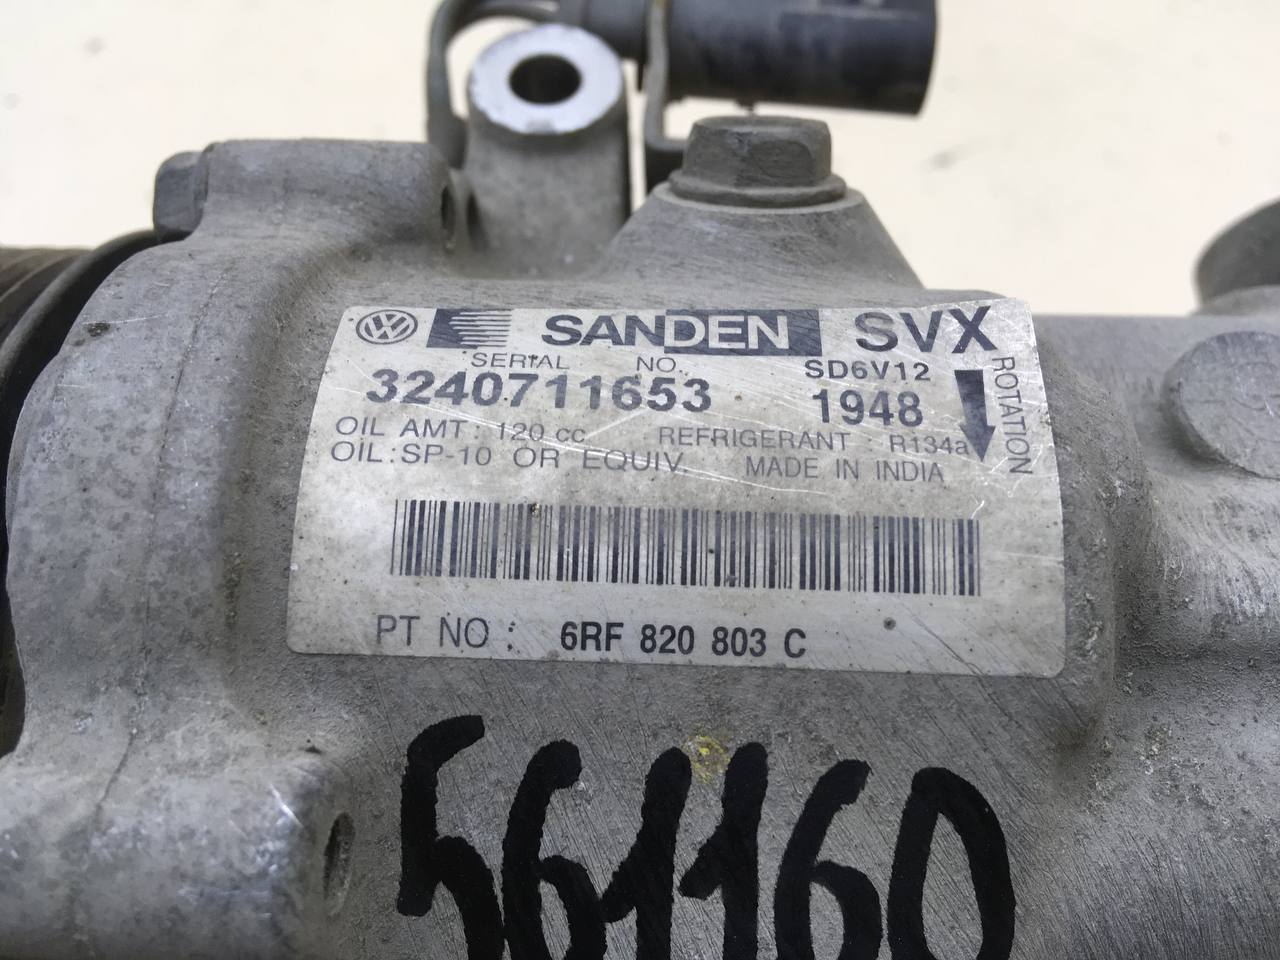 SANDEN SVX
SERIAL NO. SD6V12
3240711653 1948
ROTATION
OIL AMT: 120 cc REFRIGERANT : R134a
OIL:SP-10 OR EQUIV. MADE IN INDIA
PT NO : 6RF 820 803 C
561160